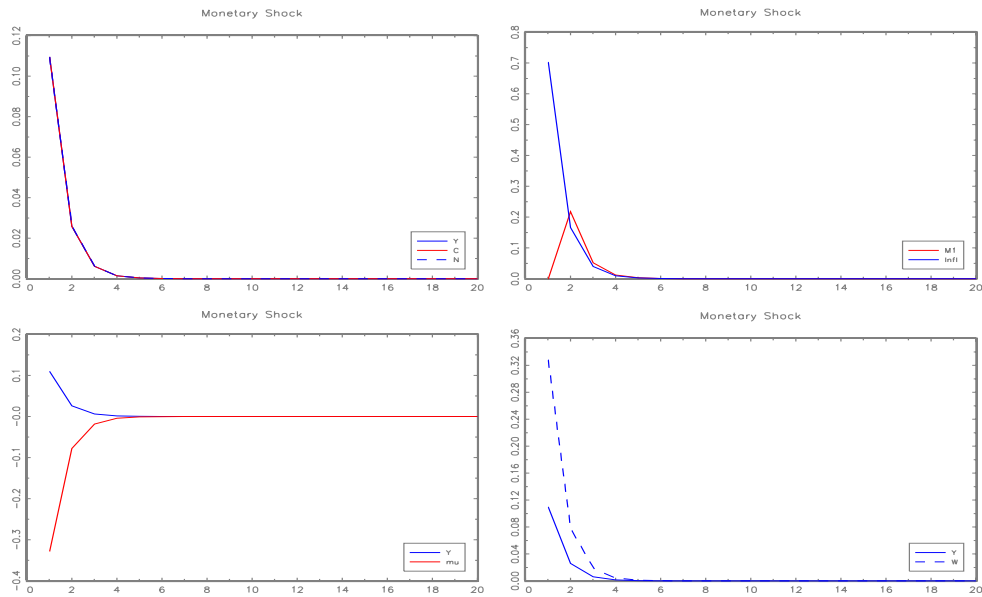 Monetary Shock
0.12
0.10
0.08
0.06
0.04
0.02
0.00
0 2 4 6 8 10 12 14 16 18 20
Y
C
N
Monetary Shock
0.8
0.7
0.6
0.5
0.4
0.3
0.2
0.1
0.0
0 2 4 6 8 10 12 14 16 18 20
M1
Infl
Monetary Shock
0.2
0.1
-0.0
-0.1
-0.2
-0.3
-0.4
0 2 4 6 8 10 12 14 16 18 20
Y
mu
Monetary Shock
0.36
0.32
0.28
0.24
0.20
0.16
0.12
0.08
0.04
0.00
0 2 4 6 8 10 12 14 16 18 20
Y
W